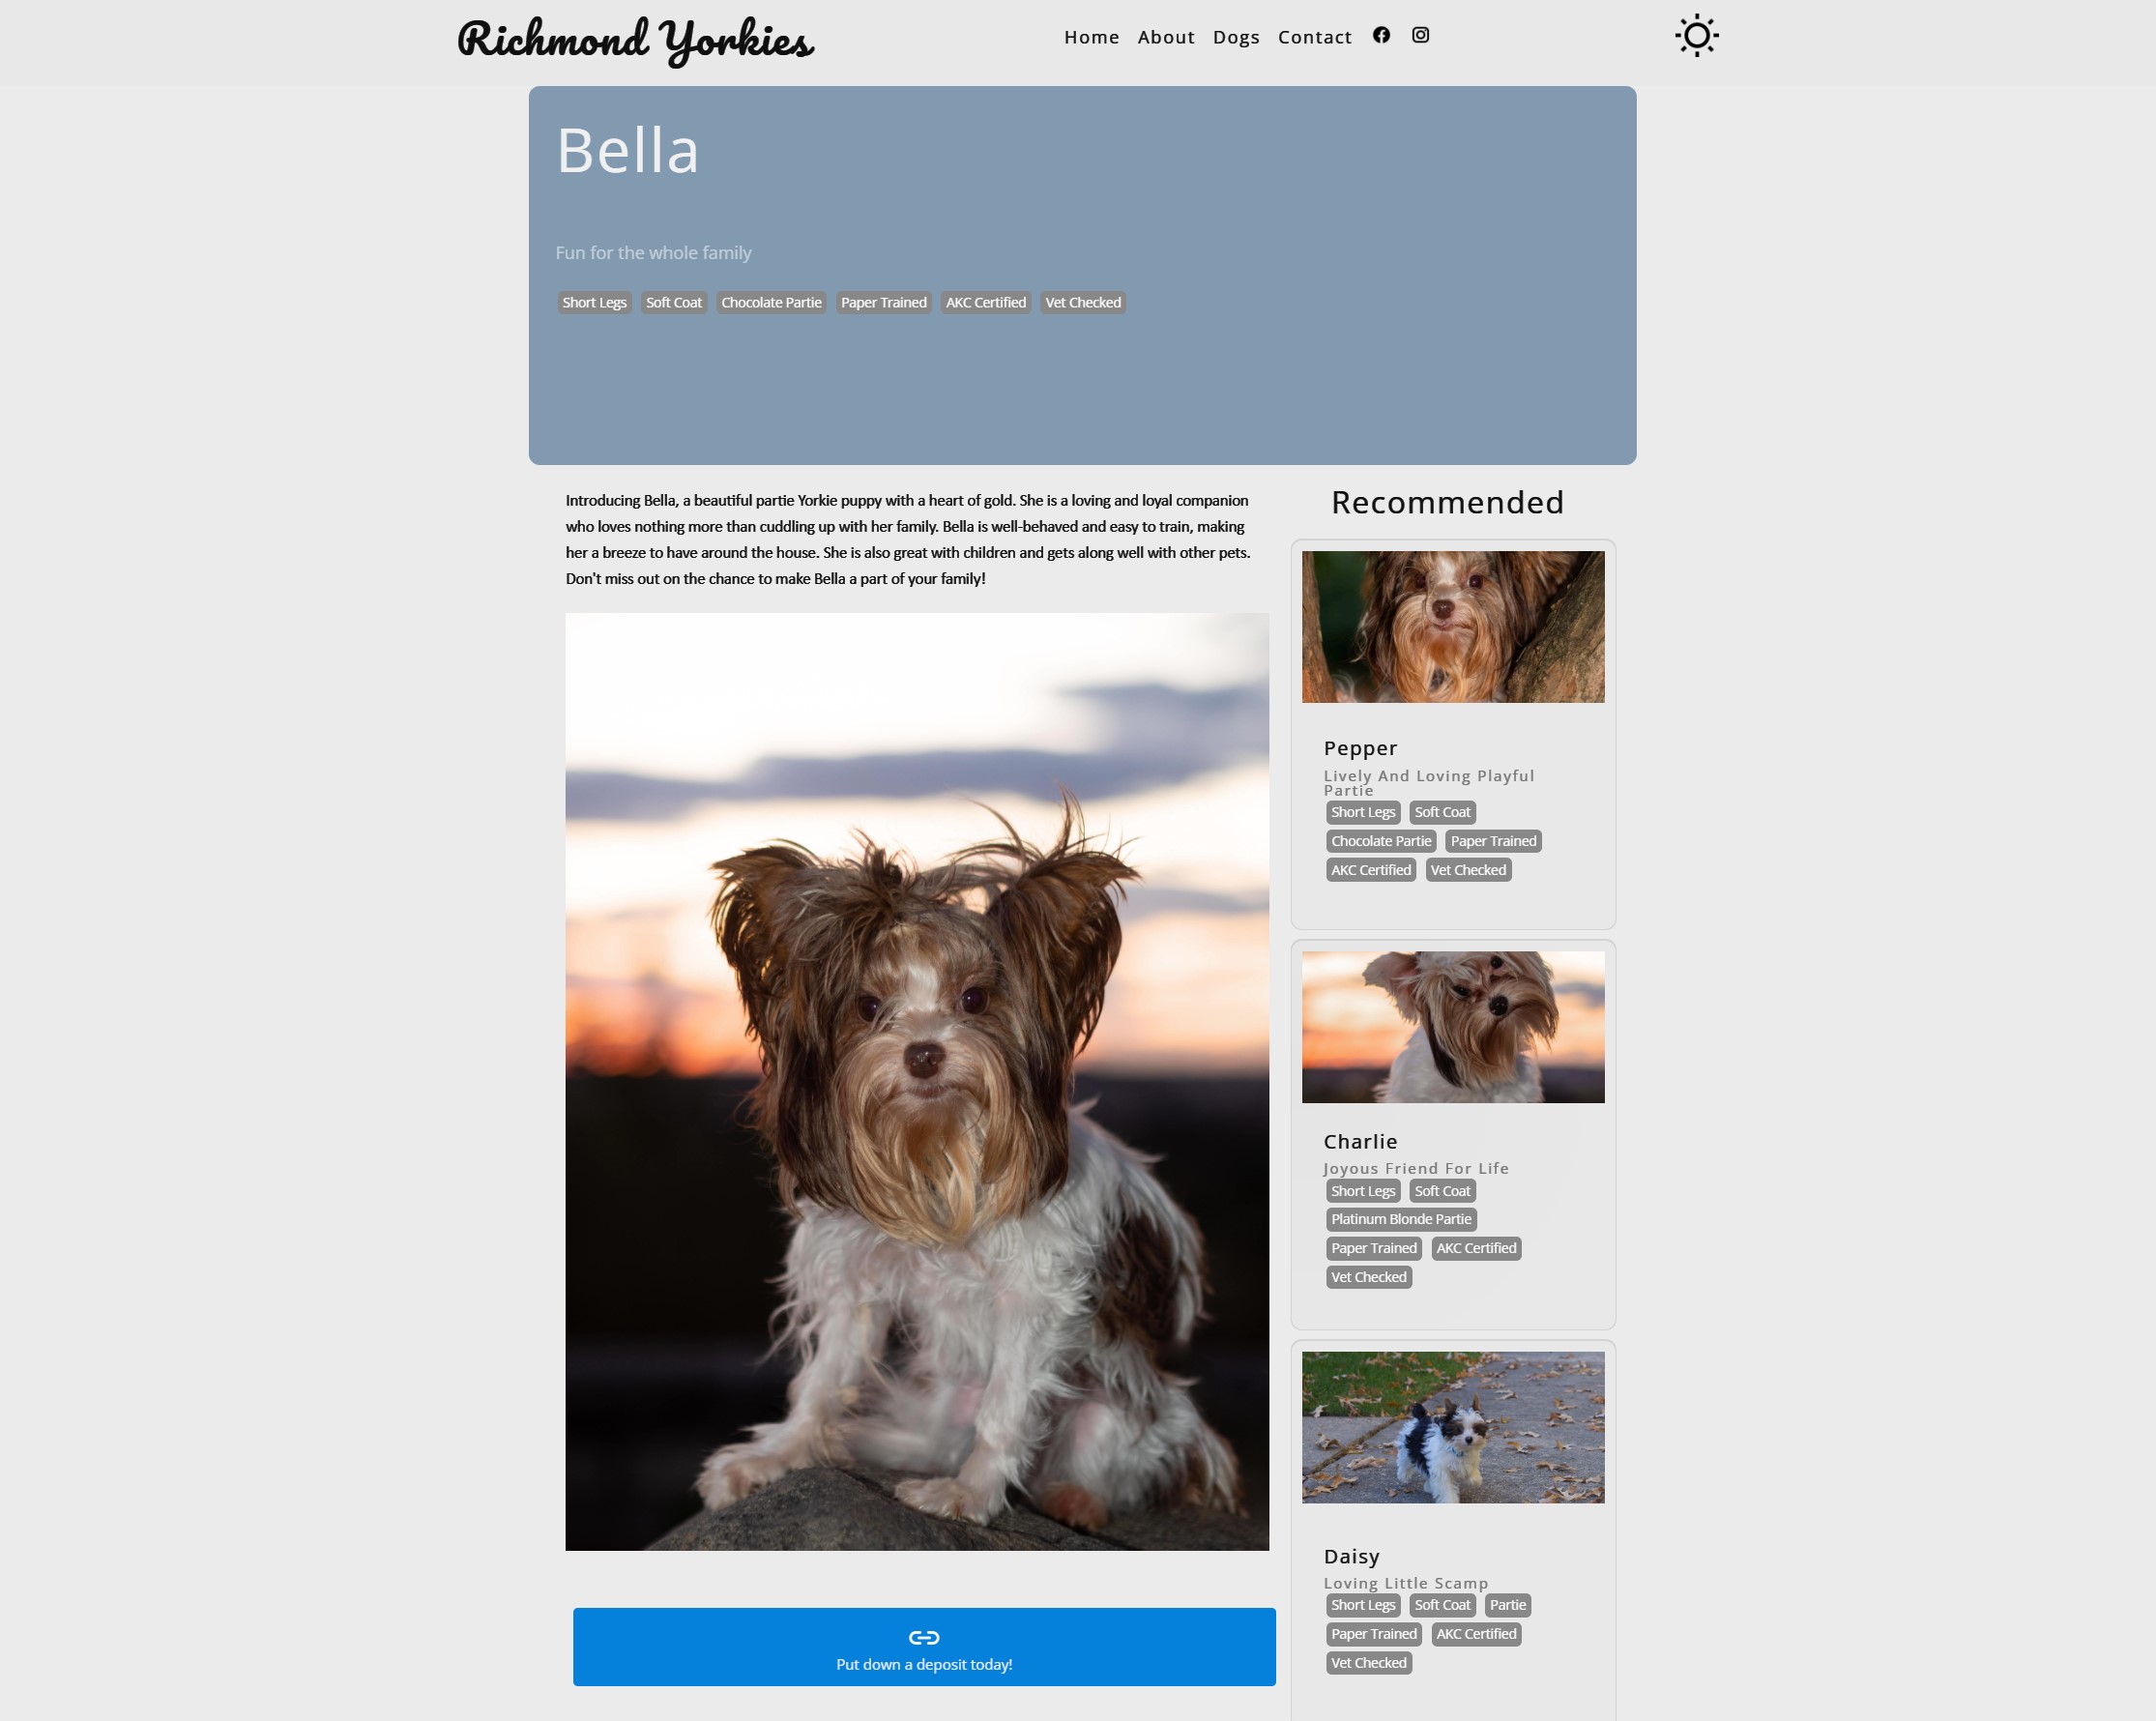 Richmond Yorkies
Home About Dogs Contact
Bella
Fun for the whole family
Short Legs Soft Coat Chocolate Partie Paper Trained AKC Certified Vet Checked
Introducing Bella, a beautiful partie Yorkie puppy with a heart of gold. She is a loving and loyal companion
who loves nothing more than cuddling up with her family. Bella is well-behaved and easy to train, making
her a breeze to have around the house. She is also great with children and gets along well with other pets.
Don't miss out on the chance to make Bella a part of your family!
Put down a deposit today!
Recommended
Pepper
Lively And Loving Playful
Partie
Short Legs Soft Coat
Chocolate Partie Paper Trained
AKC Certified Vet Checked
Charlie
Joyous Friend For Life
Short Legs Soft Coat
Platinum Blonde Partie
Paper Trained AKC Certified
Vet Checked
Daisy
Loving Little Scamp
Short Legs Soft Coat Partie
Paper Trained AKC Certified
Vet Checked